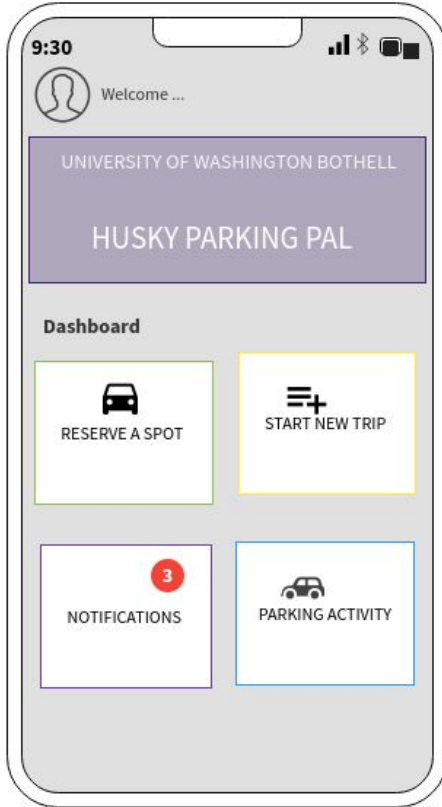 9:30
Welcome ...
UNIVERSITY OF WASHINGTON BOTHELL
HUSKY PARKING PAL
Dashboard
RESERVE A SPOT
START NEW TRIP
3
NOTIFICATIONS
PARKING ACTIVITY